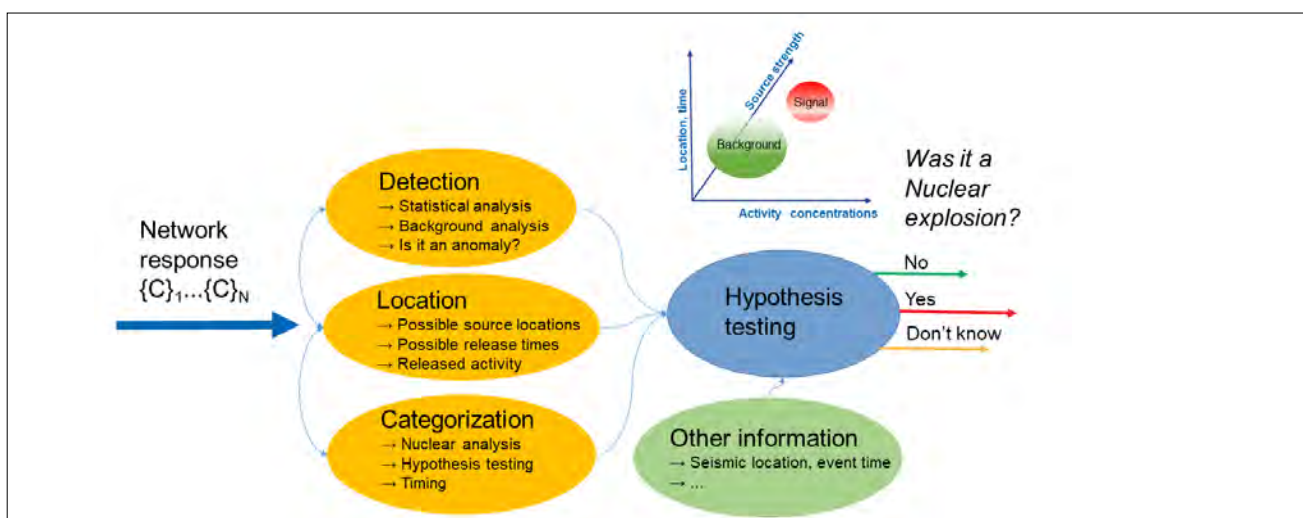 Network
response
{C}₁...{C}N
Detection
→ Statistical analysis
→ Background analysis
→ Is it an anomaly?
Location
→ Possible source locations
→ Possible release times
→ Released activity
Categorization
→ Nuclear analysis
→ Hypothesis testing
→ Timing
Location, time
Source strength
Signal
Background
Activity concentrations
Hypothesis
testing
Other information
→ Seismic location, event time
→ ...
Was it a
Nuclear
explosion?
No
Yes
Don't know